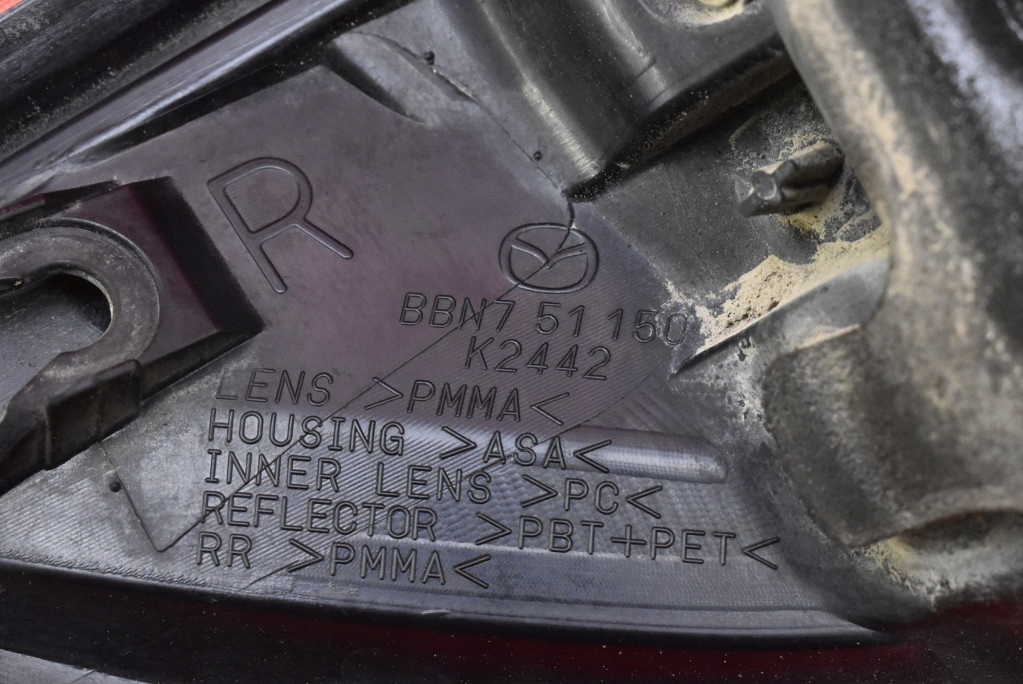 R
BBN7 51 150
K2442
LENS >PMMA<
HOUSING >ASA<
INNER LENS >PC<
REFLECTOR >PBT+PET<
RR >PMMA<